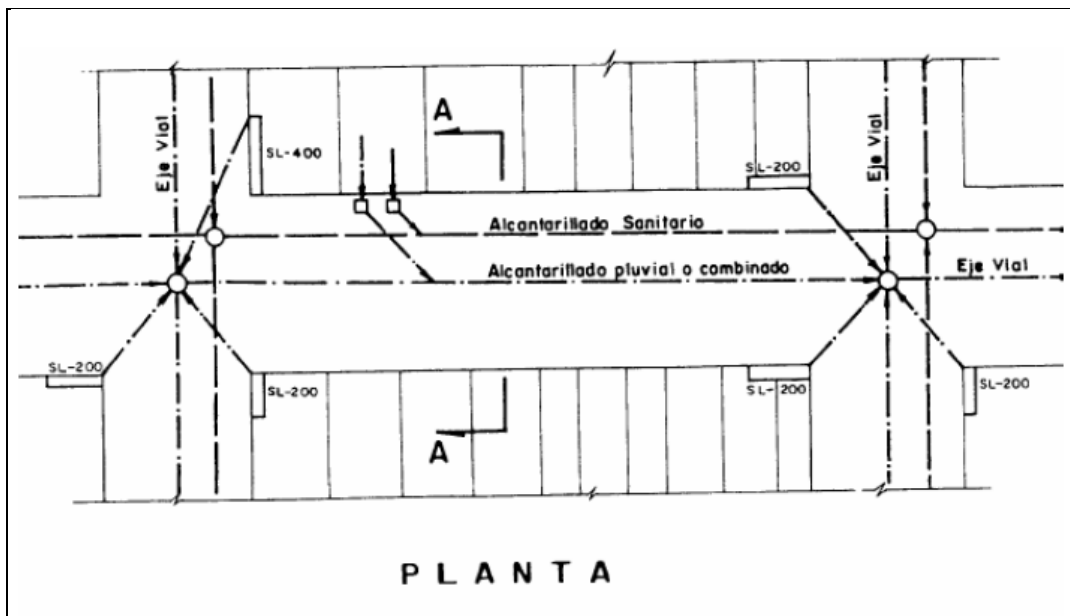 A
Eje Vial
SL-400
SL-200
Eje Vial
Alcantarillado Sanitario
Alcantarillado pluvial o combinado
Eje Vial
SL-200
SL-200
SL-200
SL-200
A
PLANTA